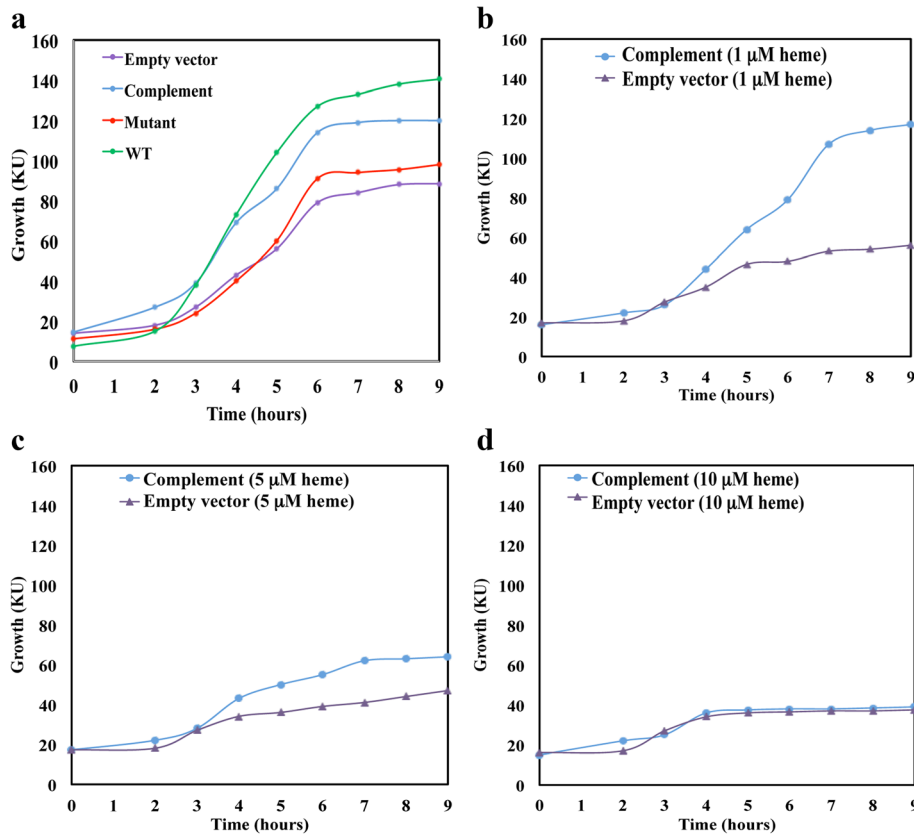 a
160
140
120
100
80
60
40
20
0
Growth (KU)
Empty vector
Complement
Mutant
WT
0 1 2 3 4 5 6 7 8 9
Time (hours)
b
160
140
120
100
80
60
40
20
0
Growth (KU)
Complement (1 µM heme)
Empty vector (1 µM heme)
0 1 2 3 4 5 6 7 8 9
Time (hours)
c
160
140
120
100
80
60
40
20
0
Growth (KU)
Complement (5 µM heme)
Empty vector (5 µM heme)
0 1 2 3 4 5 6 7 8 9
Time (hours)
d
160
140
120
100
80
60
40
20
0
Growth (KU)
Complement (10 µM heme)
Empty vector (10 µM heme)
0 1 2 3 4 5 6 7 8 9
Time (hours)